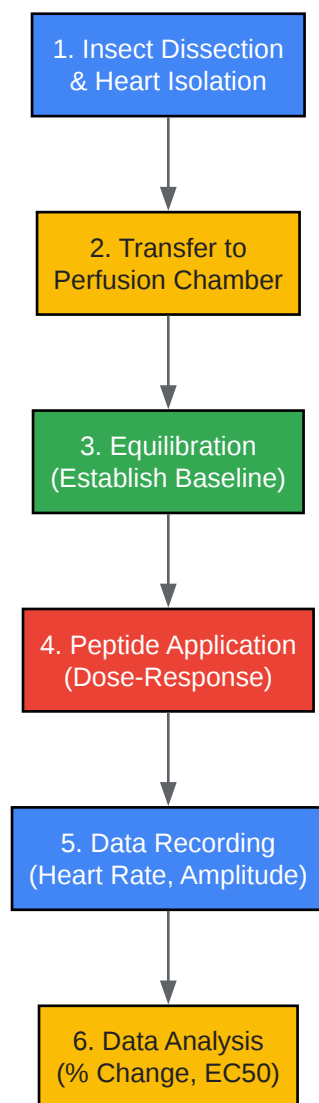 1. Insect Dissection
& Heart Isolation
2. Transfer to
Perfusion Chamber
3. Equilibration
(Establish Baseline)
4. Peptide Application
(Dose-Response)
5. Data Recording
(Heart Rate, Amplitude)
6. Data Analysis
(% Change, EC50)